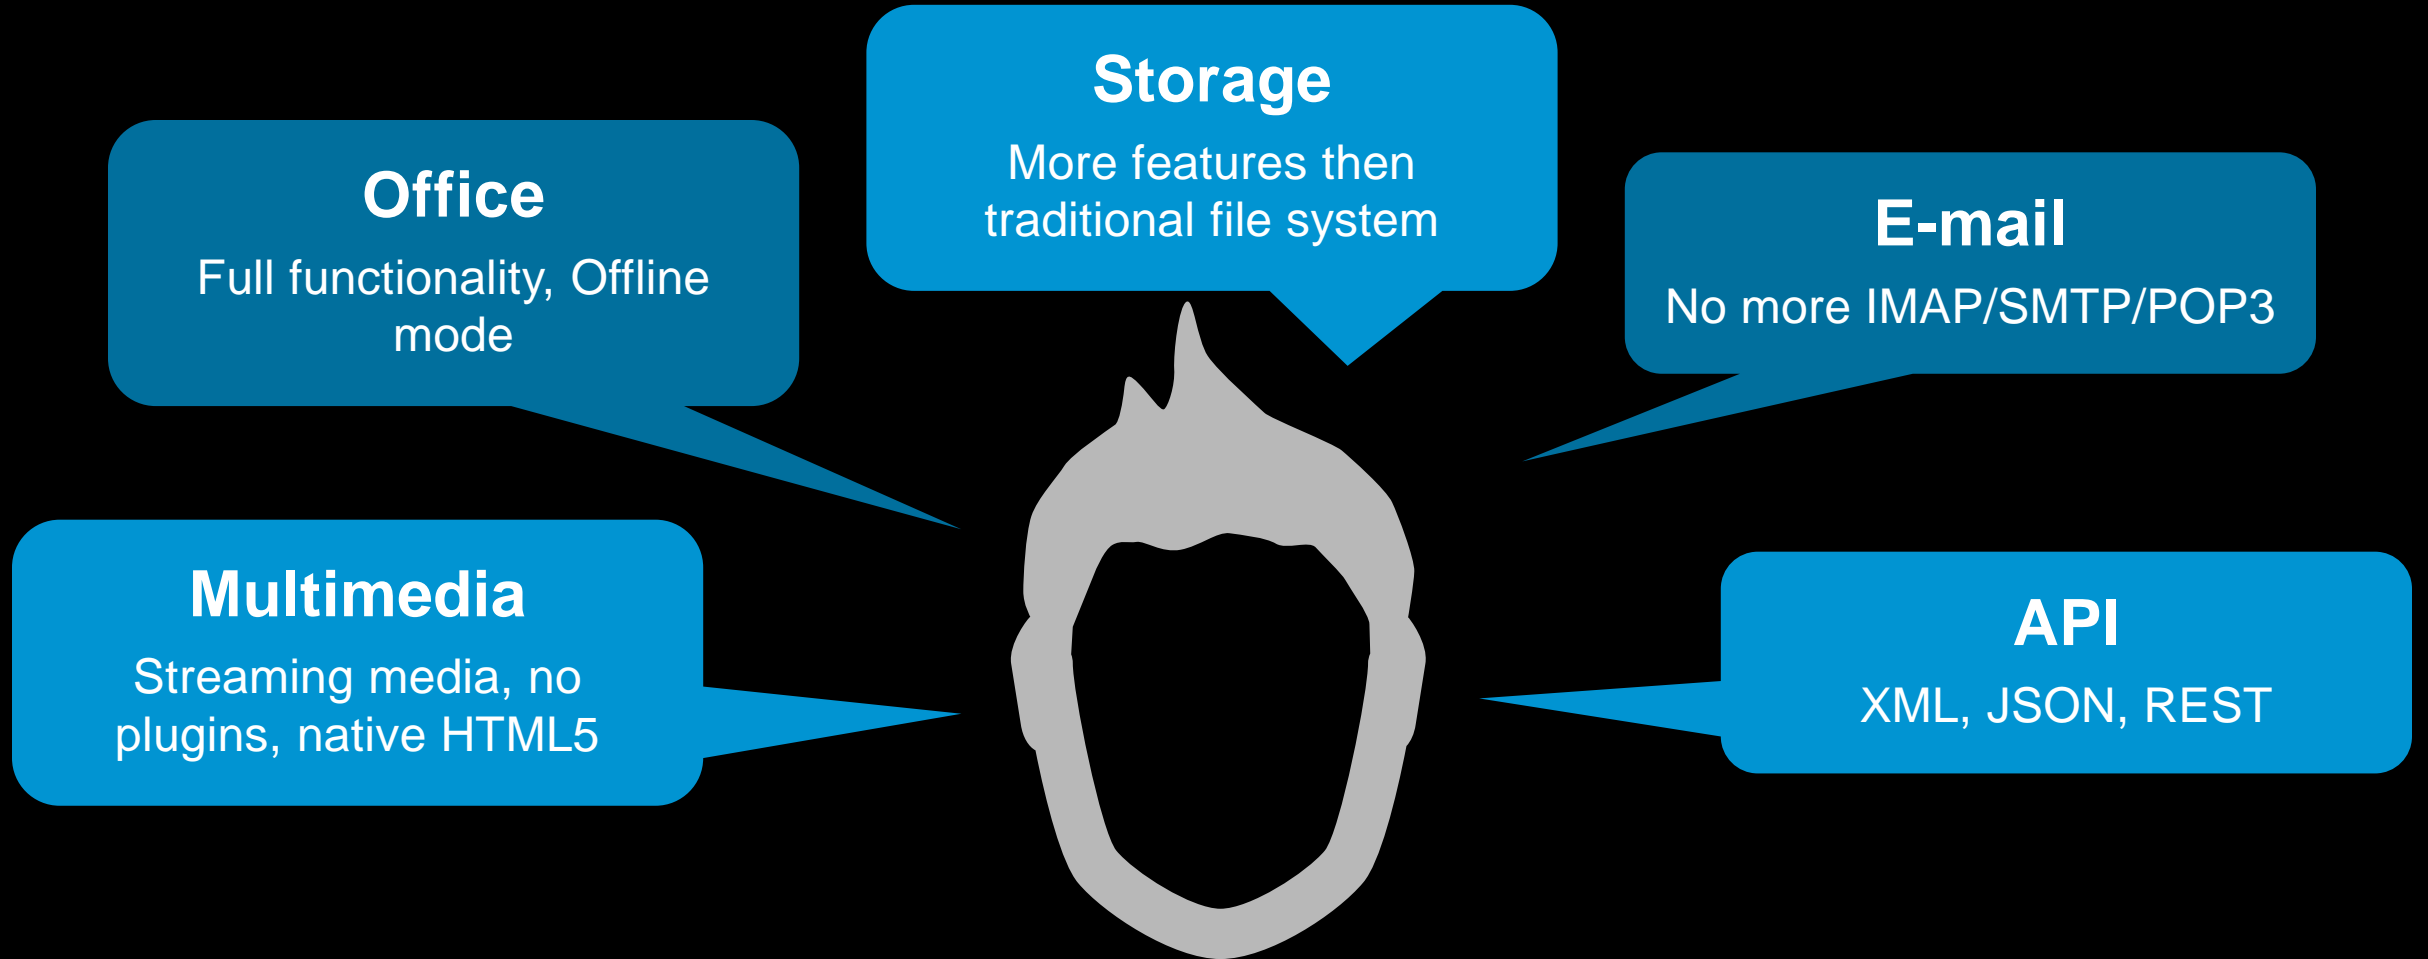 Storage
More features then
traditional file system
Office
Full functionality, Offline
mode
E-mail
No more IMAP/SMTP/POP3
Multimedia
Streaming media, no
plugins, native HTML5
API
XML, JSON, REST